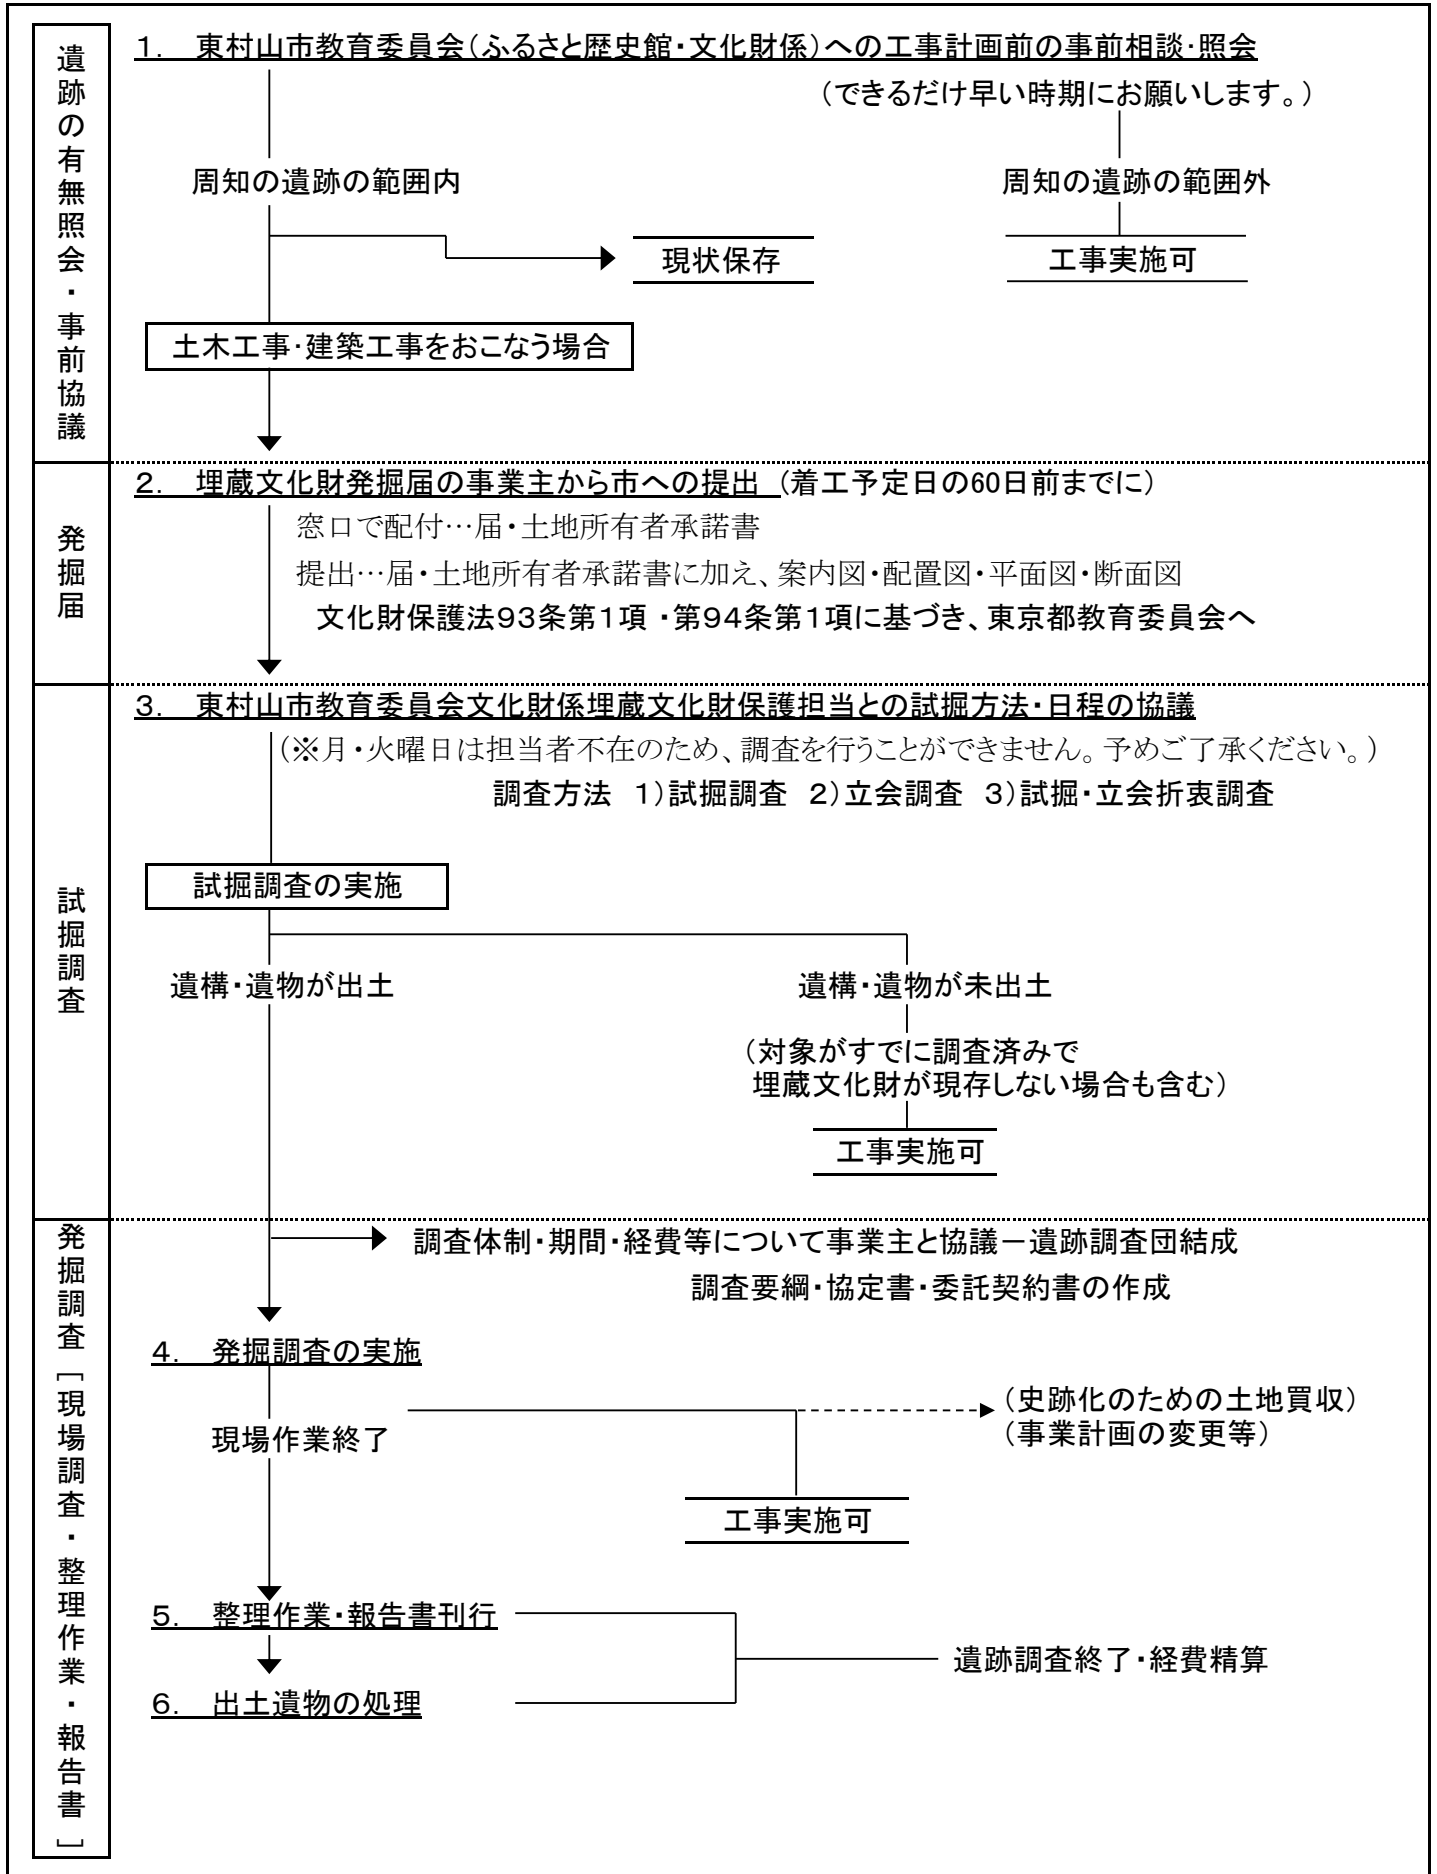 遺跡の有無照会・事前協議
1. 東村山市教育委員会(ふるさと歴史館・文化財係)への工事計画前の事前相談・照会
(できるだけ早い時期にお願いします。)
周知の遺跡の範囲内
周知の遺跡の範囲外
現状保存
工事実施可
土木工事・建築工事をおこなう場合
発掘届
2. 埋蔵文化財発掘届の事業主から市への提出 (着工予定日の60日前までに)
窓口で配付…届・土地所有者承諾書
提出…届・土地所有者承諾書に加え、案内図・配置図・平面図・断面図
文化財保護法93条第1項・第94条第1項に基づき、東京都教育委員会へ
試掘調査
3. 東村山市教育委員会文化財係埋蔵文化財保護担当との試掘方法・日程の協議
(※月・火曜日は担当者不在のため、調査を行うことができません。予めご了承ください。)
調査方法 1)試掘調査 2)立会調査 3)試掘・立会折衷調査
試掘調査の実施
遺構・遺物が出土
遺構・遺物が未出土
(対象がすでに調査済みで
埋蔵文化財が現存しない場合も含む)
工事実施可
発掘調査[現場調査・整理作業・報告書]
調査体制・期間・経費等について事業主と協議-遺跡調査団結成
調査要綱・協定書・委託契約書の作成
4. 発掘調査の実施
(史跡化のための土地買収)
(事業計画の変更等)
現場作業終了
工事実施可
5. 整理作業・報告書刊行
遺跡調査終了・経費精算
6. 出土遺物の処理